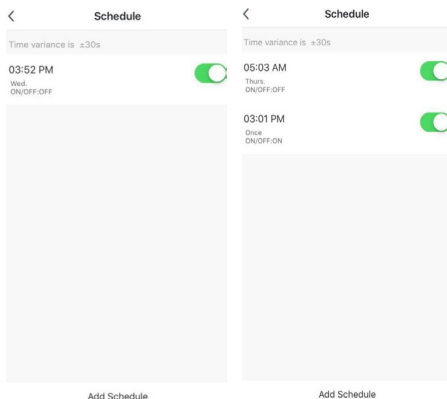 Schedule
Time variance is ±30s
03:52 PM
Wed.
ON/OFF:OFF
Add Schedule
Schedule
Time variance is ±30s
05:03 AM
Thurs.
ON/OFF:OFF
03:01 PM
Once
ON/OFF:ON
Add Schedule